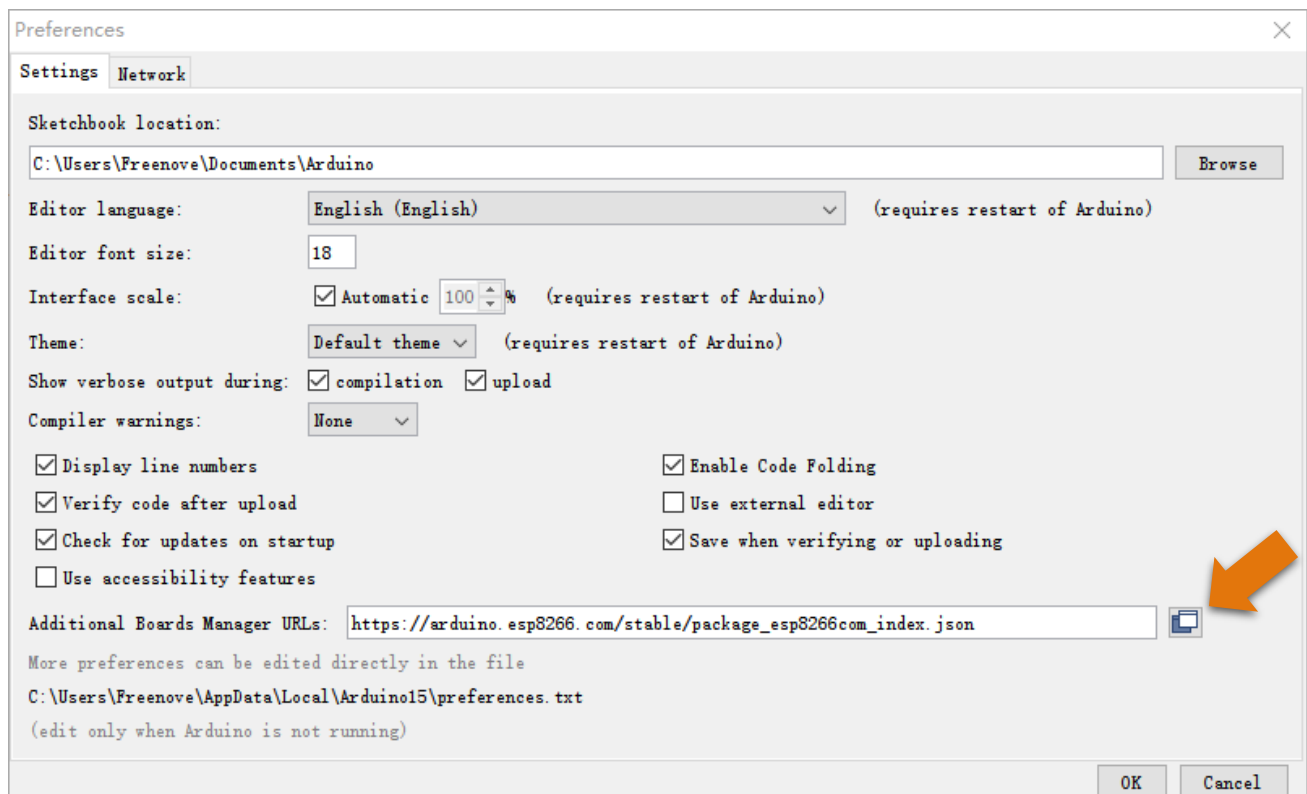 Preferences
Settings Network
Sketchbook location:
C:\Users\Freenove\Documents\Arduino Browse
Editor language: English (English) (requires restart of Arduino)
Editor font size: 18
Interface scale: Automatic 100 % (requires restart of Arduino)
Theme: Default theme (requires restart of Arduino)
Show verbose output during: compilation upload
Compiler warnings: None
Display line numbers Enable Code Folding
Verify code after upload Use external editor
Check for updates on startup Save when verifying or uploading
Use accessibility features
Additional Boards Manager URLs: https://arduino.esp8266.com/stable/package_esp8266com_index.json
More preferences can be edited directly in the file
C:\Users\Freenove\AppData\Local\Arduino15\preferences.txt
(edit only when Arduino is not running)
OK Cancel